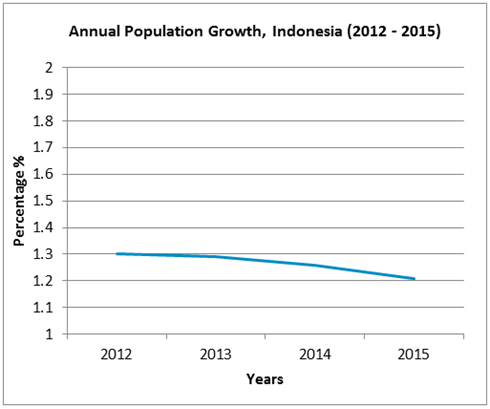 Annual Population Growth, Indonesia (2012 - 2015)
Percentage %
2
1.9
1.8
1.7
1.6
1.5
1.4
1.3
1.2
1.1
1
2012 2013 2014 2015
Years